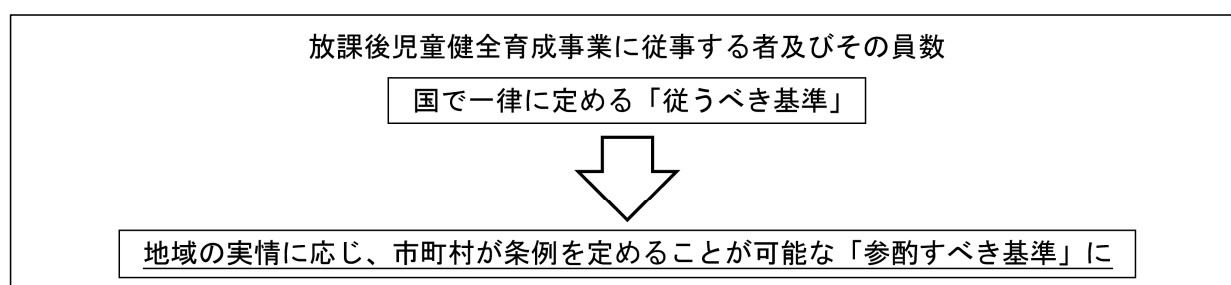 放課後児童健全育成事業に従事する者及びその員数
国で一律に定める「従うべき基準」
地域の実情に応じ、市町村が条例を定めることが可能な「参酌すべき基準」に